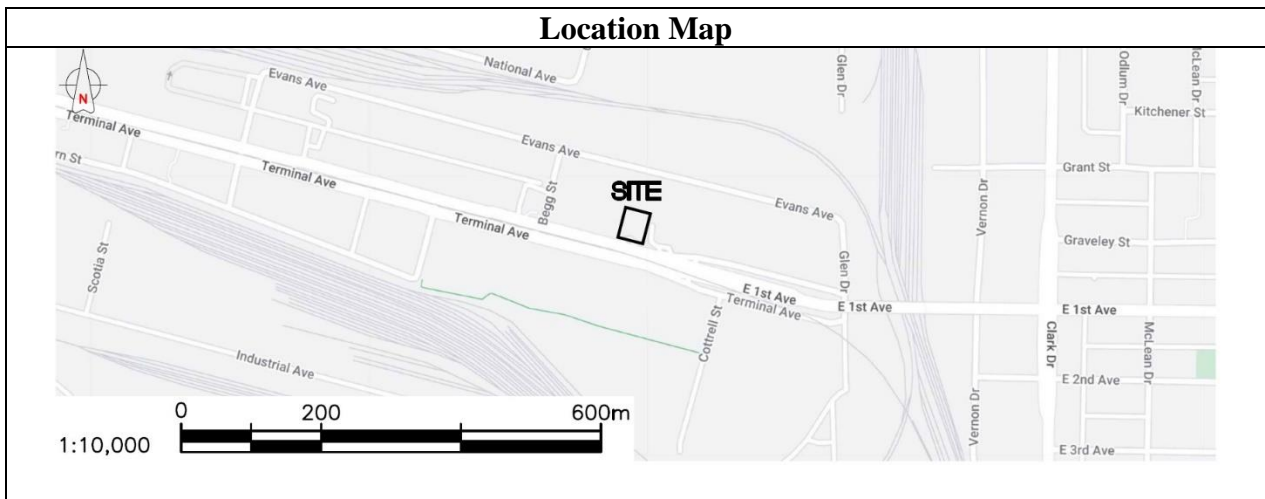 Location Map
National Ave
Evans Ave
Glen Dr
Odlum Dr
McLean Dr
Kitchener St
N
Terminal Ave
rn St
Terminal Ave
Evans Ave
Begg St
SITE
Evans Ave
Vernon Dr
Grant St
Graveley St
Scotia St
Terminal Ave
Glen Dr
E 1st Ave
E 1st Ave
E 1st Ave
Terminal Ave
Cottrell St
Clark Dr
McLean Dr
Industrial Ave
E 2nd Ave
Vernon Dr
E 3rd Ave
0 200 600m
1:10,000